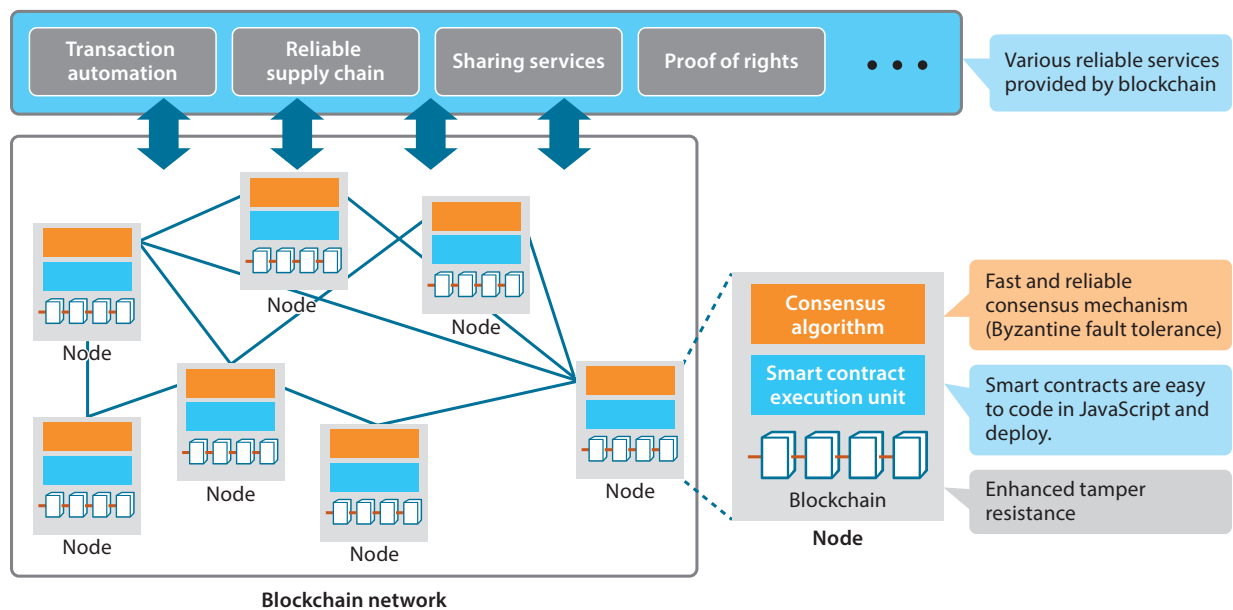 Transaction
automation
Reliable
supply chain
Sharing services
Proof of rights
• • •
Various reliable services
provided by blockchain
Node
Node
Node
Node
Node
Node
Node
Consensus
algorithm
Smart contract
execution unit
Blockchain
Node
Fast and reliable
consensus mechanism
(Byzantine fault tolerance)
Smart contracts are easy
to code in JavaScript and
deploy.
Enhanced tamper
resistance
Blockchain network